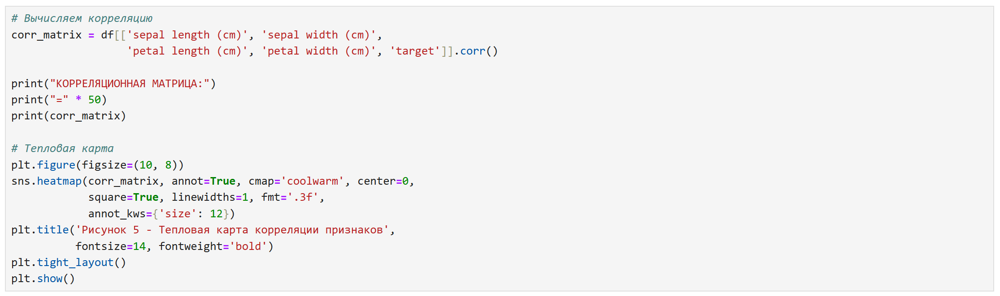 # Вычисляем корреляцию
corr_matrix = df[['sepal length (cm)', 'sepal width (cm)',
                  'petal length (cm)', 'petal width (cm)', 'target']].corr()

print("КОРРЕЛЯЦИОННАЯ МАТРИЦА:")
print("=" * 50)
print(corr_matrix)

# Тепловая карта
plt.figure(figsize=(10, 8))
sns.heatmap(corr_matrix, annot=True, cmap='coolwarm', center=0,
            square=True, linewidths=1, fmt='.3f',
            annot_kws={'size': 12})
plt.title('Рисунок 5 - Тепловая карта корреляции признаков',
          fontsize=14, fontweight='bold')
plt.tight_layout()
plt.show()